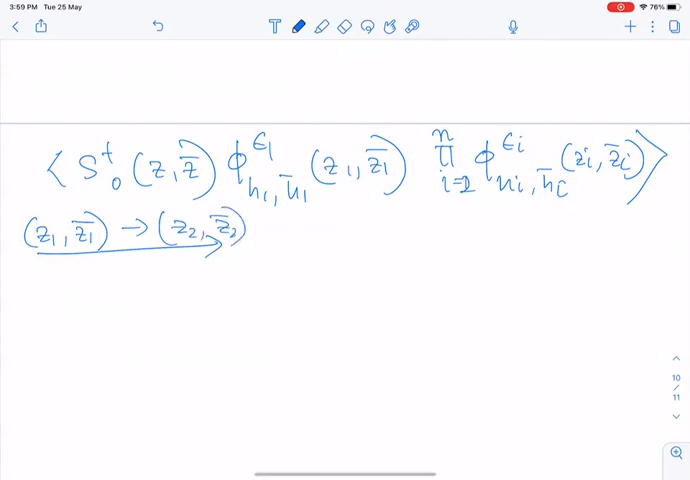 3:59 PM Tue 25 May 76%
⟨ S₀⁺ (z, z̄) ϕ^{ϵ₁}_{h₁, h̄₁} (z₁, z̄₁) ∏_{i=2}^{n} ϕ^{ϵᵢ}_{hᵢ, h̄ᵢ} (zᵢ, z̄ᵢ) ⟩
(z₁, z̄₁) → (z₂, z̄₂)
10
/
11